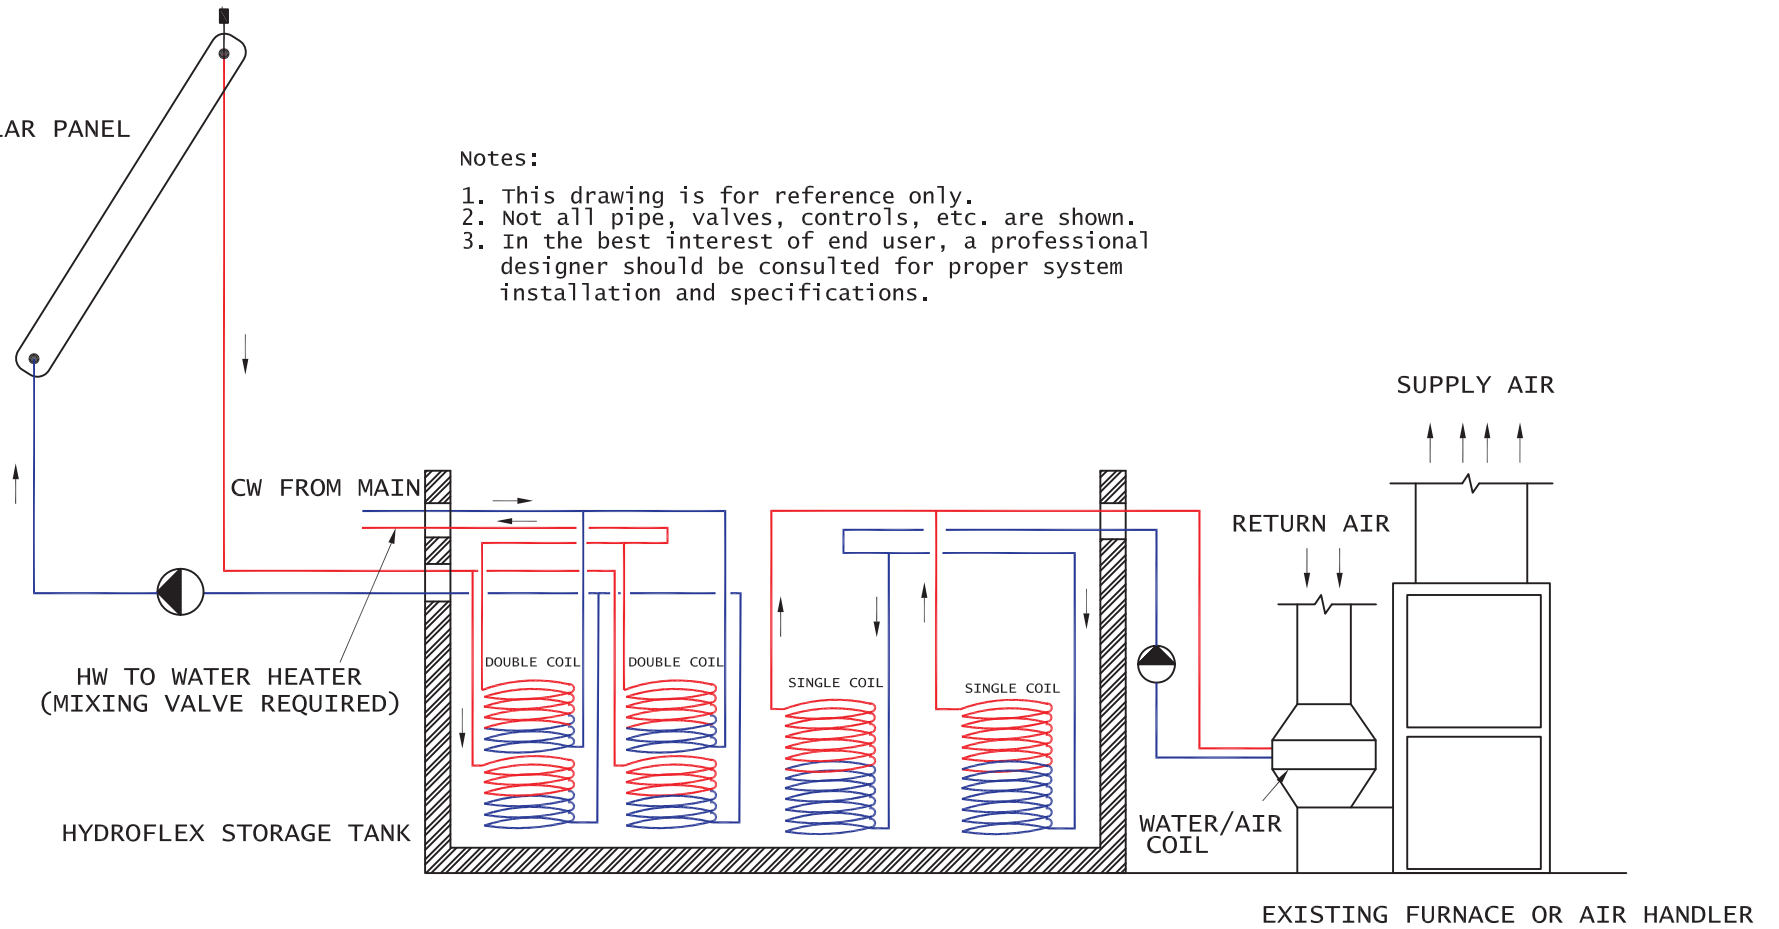 LAR PANEL
Notes:
1. This drawing is for reference only.
2. Not all pipe, valves, controls, etc. are shown.
3. In the best interest of end user, a professional
designer should be consulted for proper system
installation and specifications.
SUPPLY AIR
CW FROM MAIN
RETURN AIR
HW TO WATER HEATER
(MIXING VALVE REQUIRED)
DOUBLE COIL
DOUBLE COIL
SINGLE COIL
SINGLE COIL
HYDROFLEX STORAGE TANK
WATER/AIR
COIL
EXISTING FURNACE OR AIR HANDLER